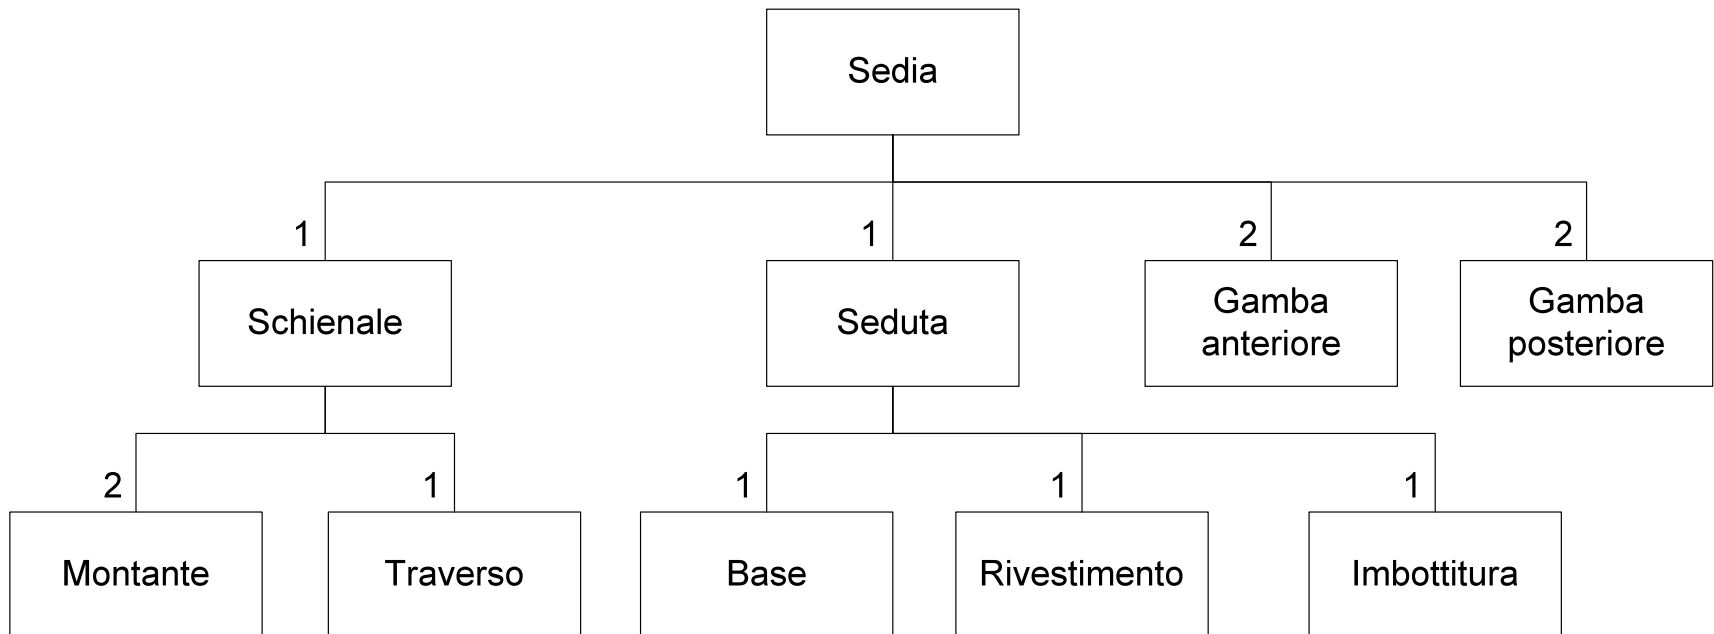 Sedia
1
1
2
2
Schienale
Seduta
Gamba
anteriore
Gamba
posteriore
2
1
1
1
1
Montante
Traverso
Base
Rivestimento
Imbottitura